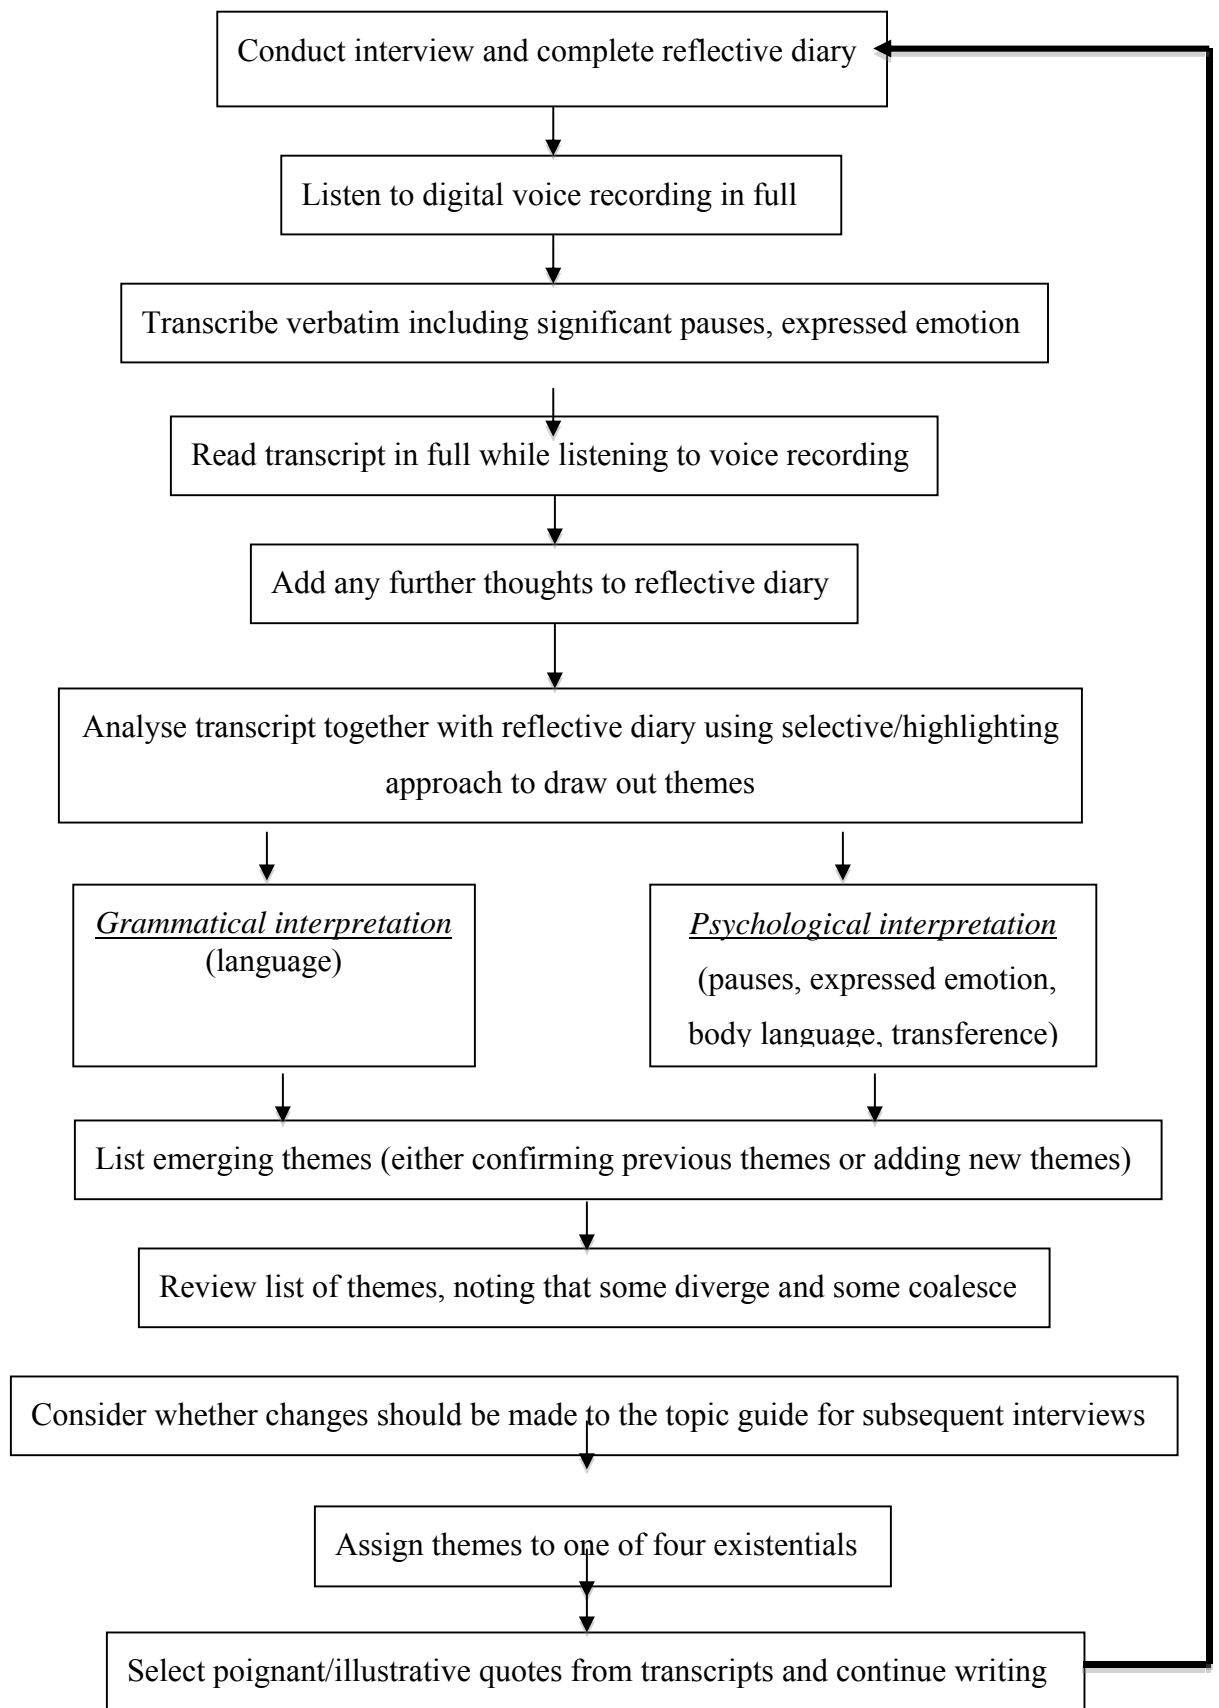 Conduct interview and complete reflective diary
Listen to digital voice recording in full
Transcribe verbatim including significant pauses, expressed emotion
Read transcript in full while listening to voice recording
Add any further thoughts to reflective diary
Analyse transcript together with reflective diary using selective/highlighting
approach to draw out themes
Grammatical interpretation
(language)
Psychological interpretation
(pauses, expressed emotion,
body language, transference)
List emerging themes (either confirming previous themes or adding new themes)
Review list of themes, noting that some diverge and some coalesce
Consider whether changes should be made to the topic guide for subsequent interviews
Assign themes to one of four existentials
Select poignant/illustrative quotes from transcripts and continue writing